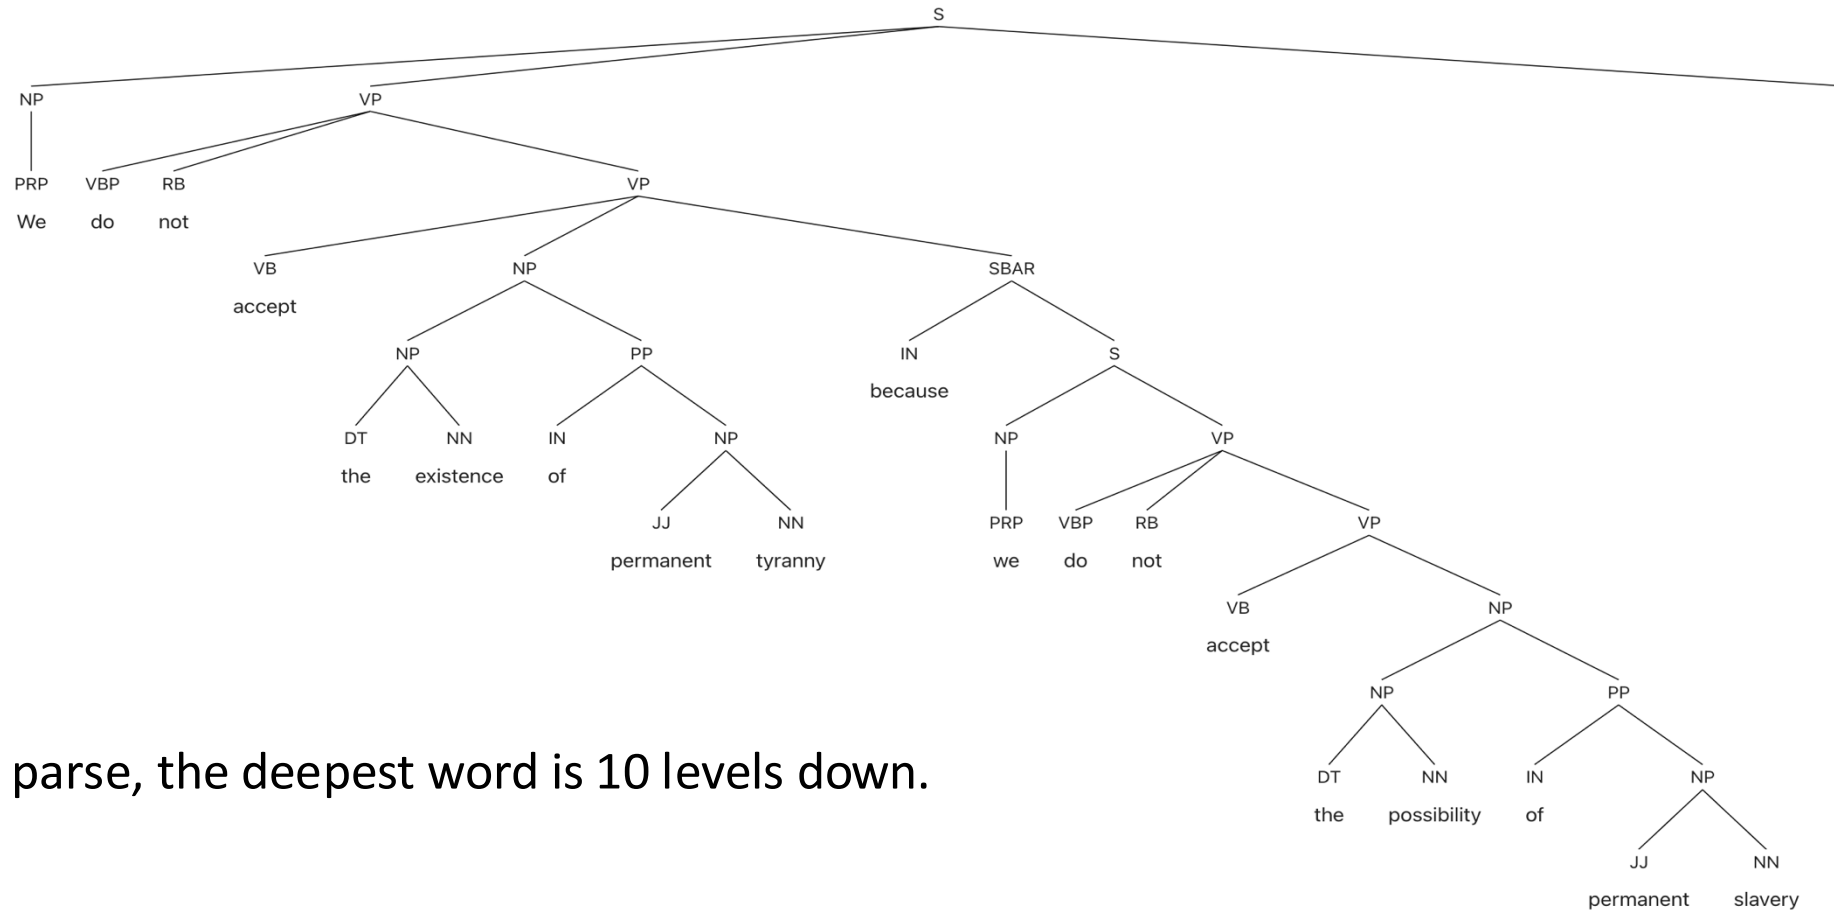 S
NP VP
PRP VBP RB VP
We do not
VB NP SBAR
accept
NP PP IN S
because
DT NN IN NP NP VP
the existence of
JJ NN PRP VBP RB VP
permanent tyranny we do not
VB NP
accept
NP PP
parse, the deepest word is 10 levels down.
DT NN IN NP
the possibility of
JJ NN
permanent slavery